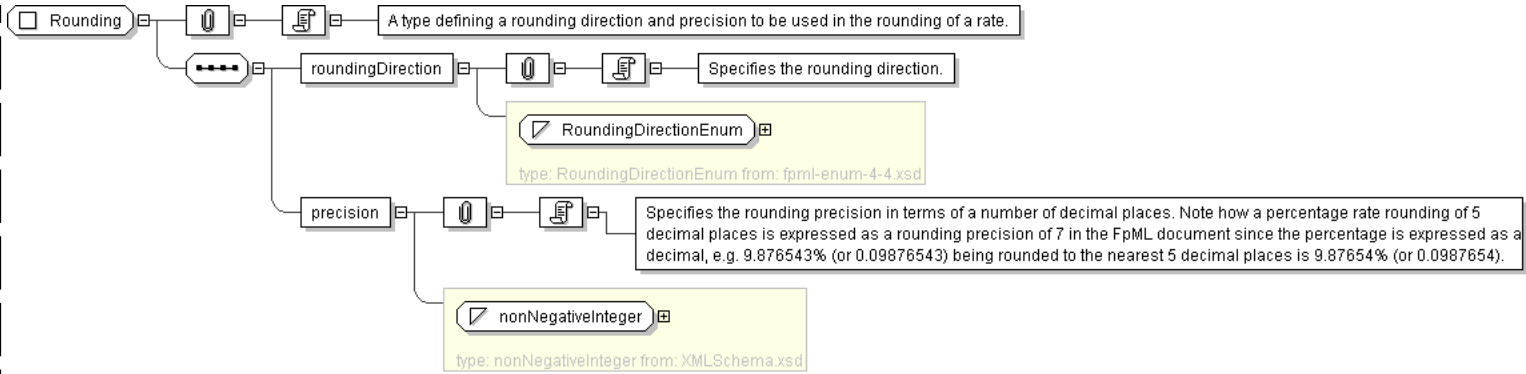 Rounding
A type defining a rounding direction and precision to be used in the rounding of a rate.
roundingDirection
Specifies the rounding direction.
RoundingDirectionEnum
type: RoundingDirectionEnum from: fpml-enum-4-4.xsd
precision
Specifies the rounding precision in terms of a number of decimal places. Note how a percentage rate rounding of 5
decimal places is expressed as a rounding precision of 7 in the FpML document since the percentage is expressed as a
decimal, e.g. 9.876543% (or 0.09876543) being rounded to the nearest 5 decimal places is 9.87654% (or 0.0987654).
nonNegativeInteger
type: nonNegativeInteger from: XMLSchema.xsd